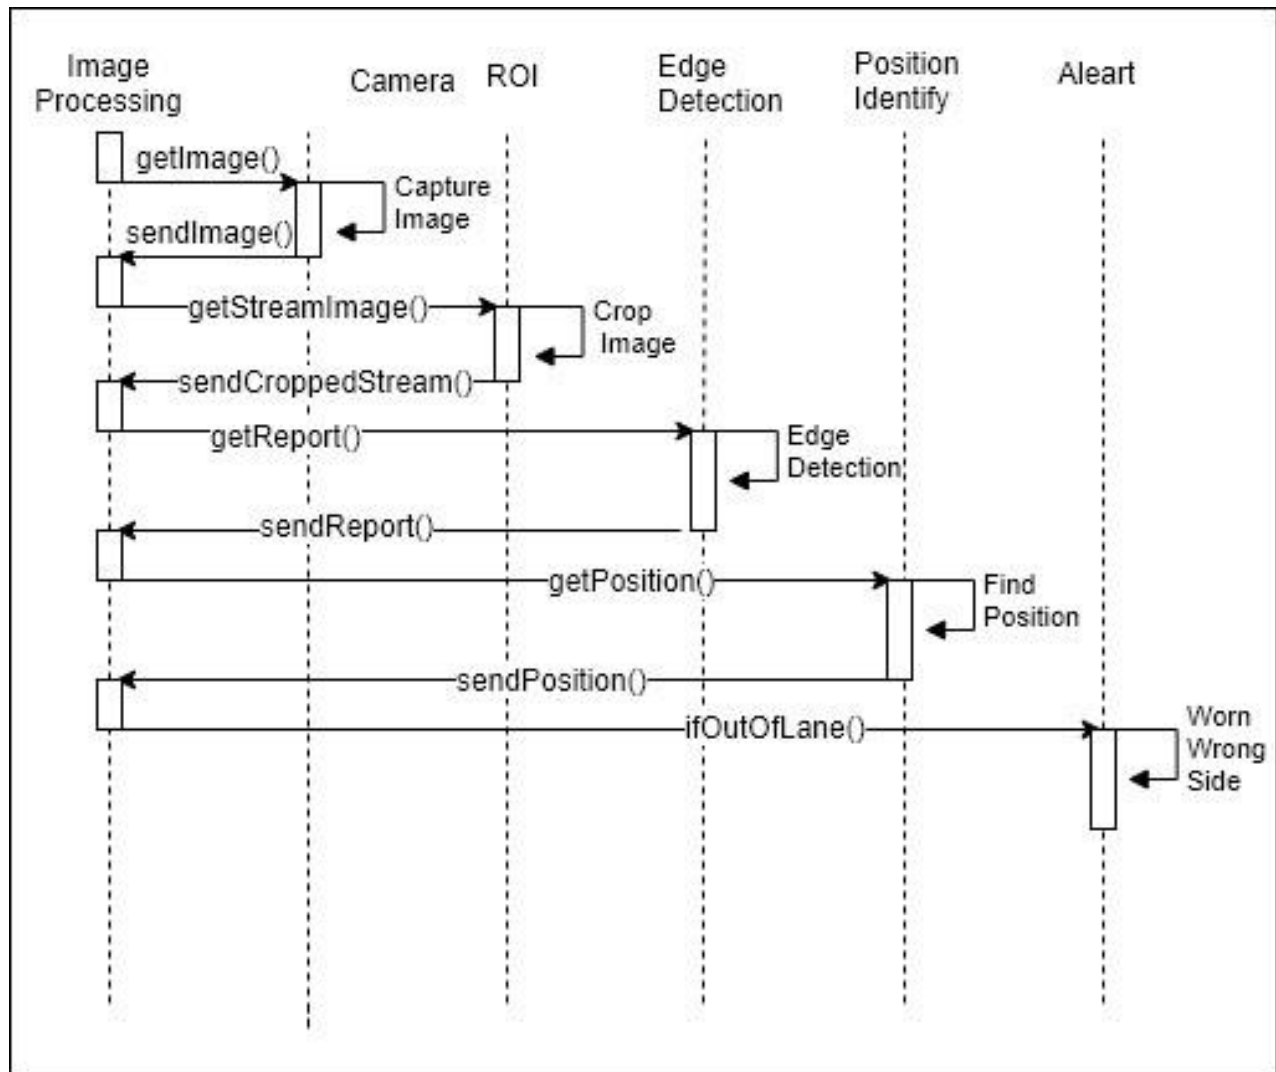 Image
Processing
Camera
ROI
Edge
Detection
Position
Identify
Aleart
getImage()
Capture
Image
sendImage()
getStreamImage()
Crop
Image
sendCroppedStream()
getReport()
Edge
Detection
sendReport()
getPosition()
Find
Position
sendPosition()
ifOutOfLane()
Worn
Wrong
Side